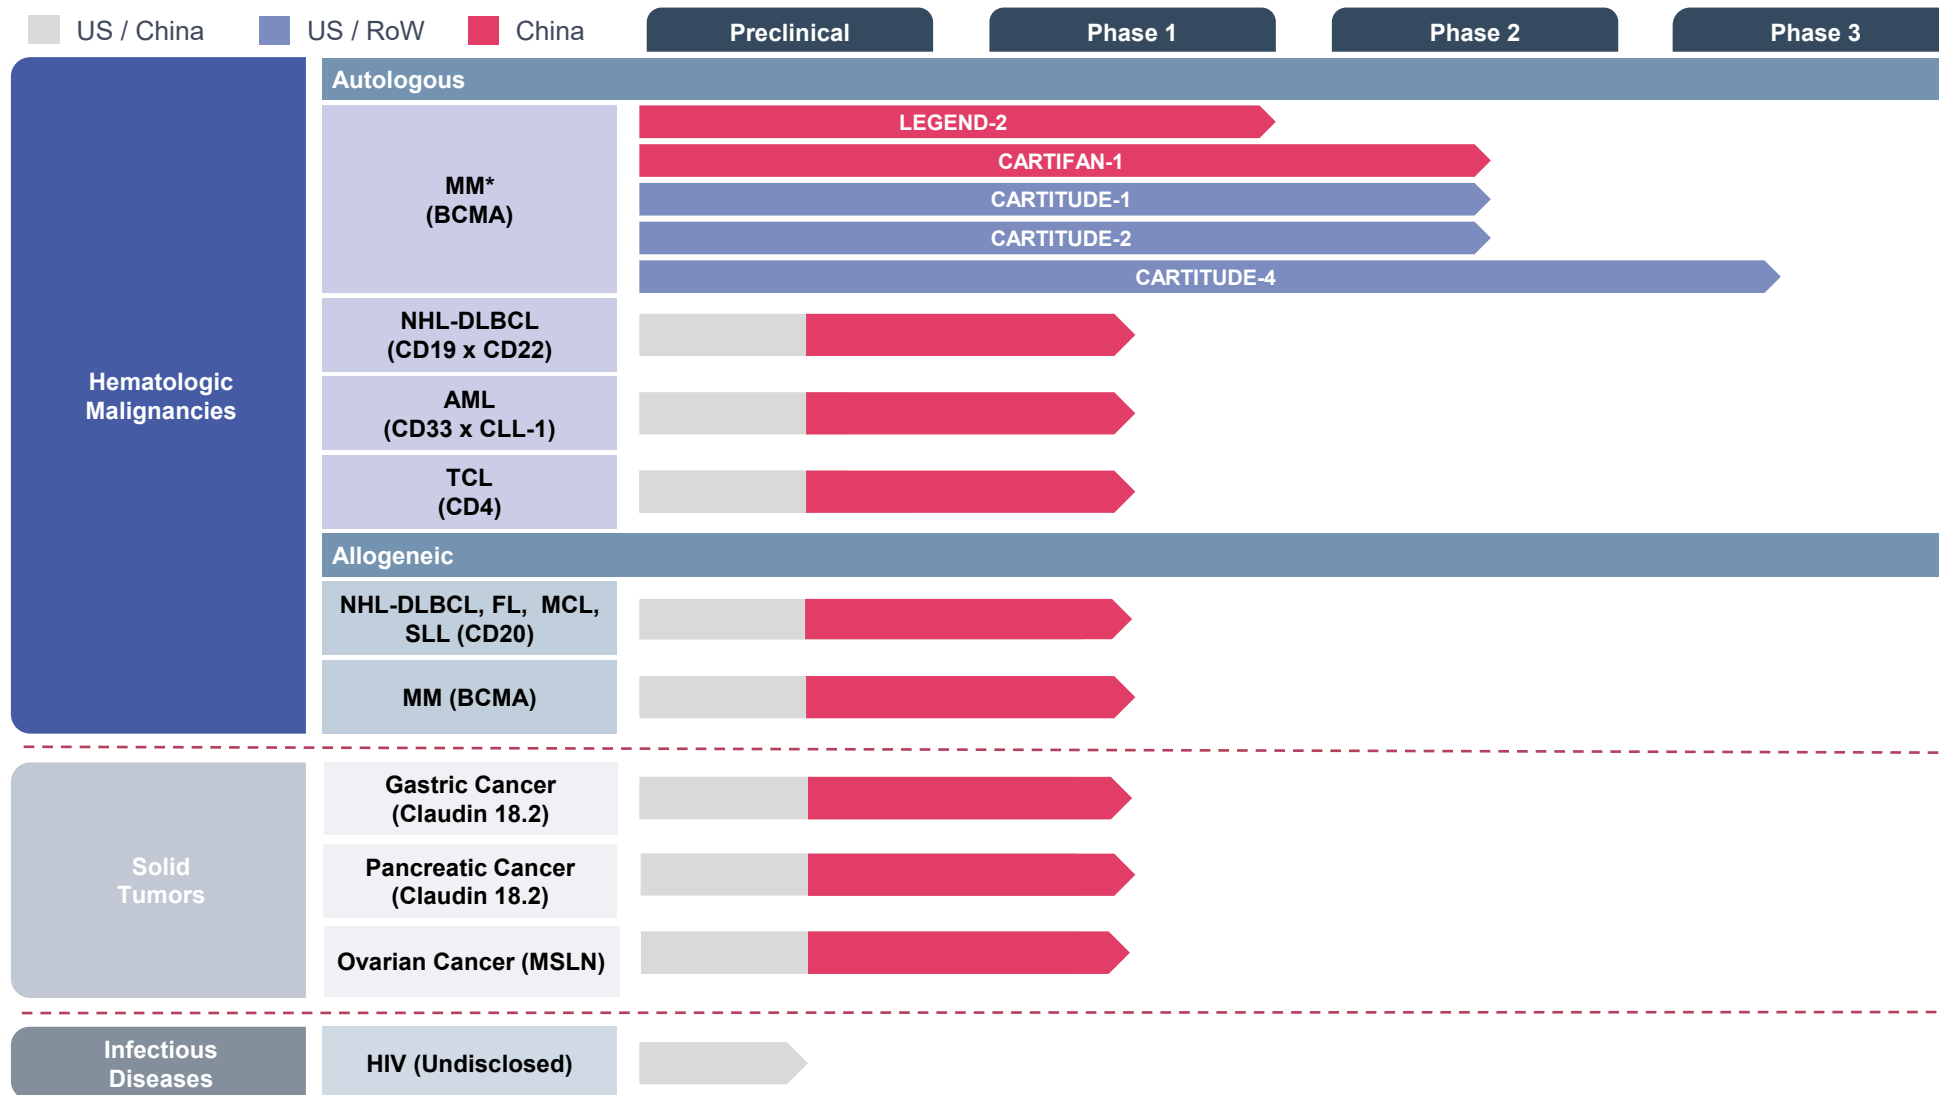 US / China
US / RoW
China
Preclinical
Phase 1
Phase 2
Phase 3
Hematologic
Malignancies
Autologous
MM*
(BCMA)
LEGEND-2
CARTIFAN-1
CARTITUDE-1
CARTITUDE-2
CARTITUDE-4
NHL-DLBCL
(CD19 x CD22)
AML
(CD33 x CLL-1)
TCL
(CD4)
Allogeneic
NHL-DLBCL, FL, MCL,
SLL (CD20)
MM (BCMA)
Solid
Tumors
Gastric Cancer
(Claudin 18.2)
Pancreatic Cancer
(Claudin 18.2)
Ovarian Cancer (MSLN)
Infectious
Diseases
HIV (Undisclosed)